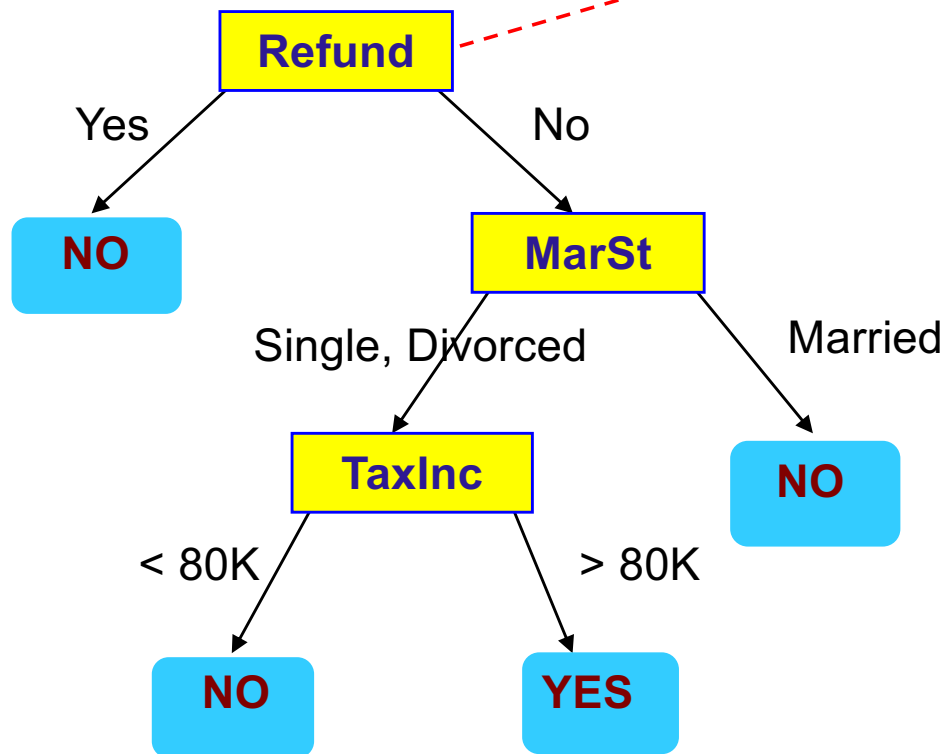 Refund
Yes
No
NO
MarSt
Single, Divorced
Married
TaxInc
NO
< 80K
> 80K
NO
YES